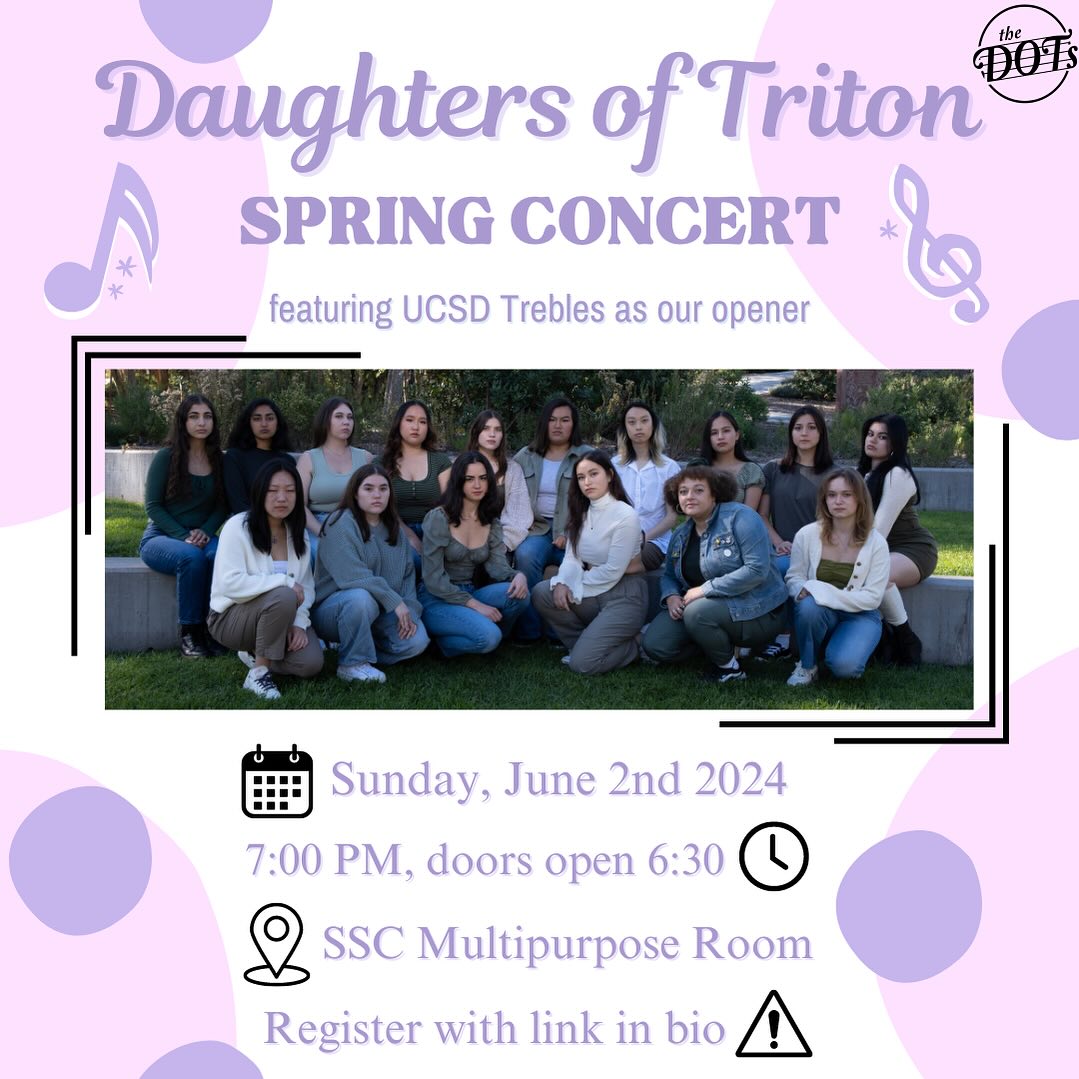 the
DOTs
Daughters of Triton
SPRING CONCERT
featuring UCSD Trebles as our opener
Sunday, June 2nd 2024
7:00 PM, doors open 6:30
SSC Multipurpose Room
Register with link in bio